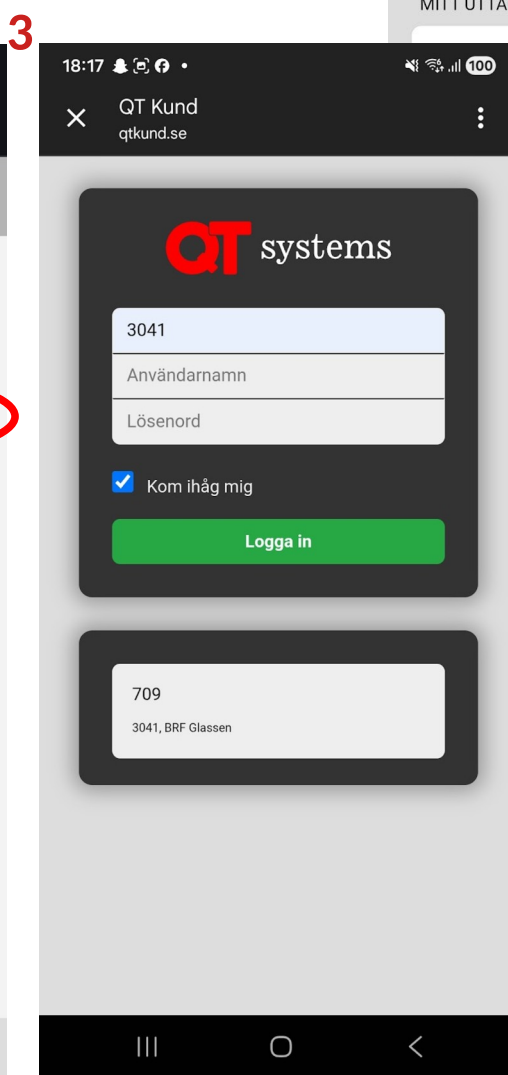 MITT UTTA
3
18:17
100
QT Kund
qtkund.se
QT systems
3041
Användarnamn
Lösenord
Kom ihåg mig
Logga in
709
3041, BRF Glassen